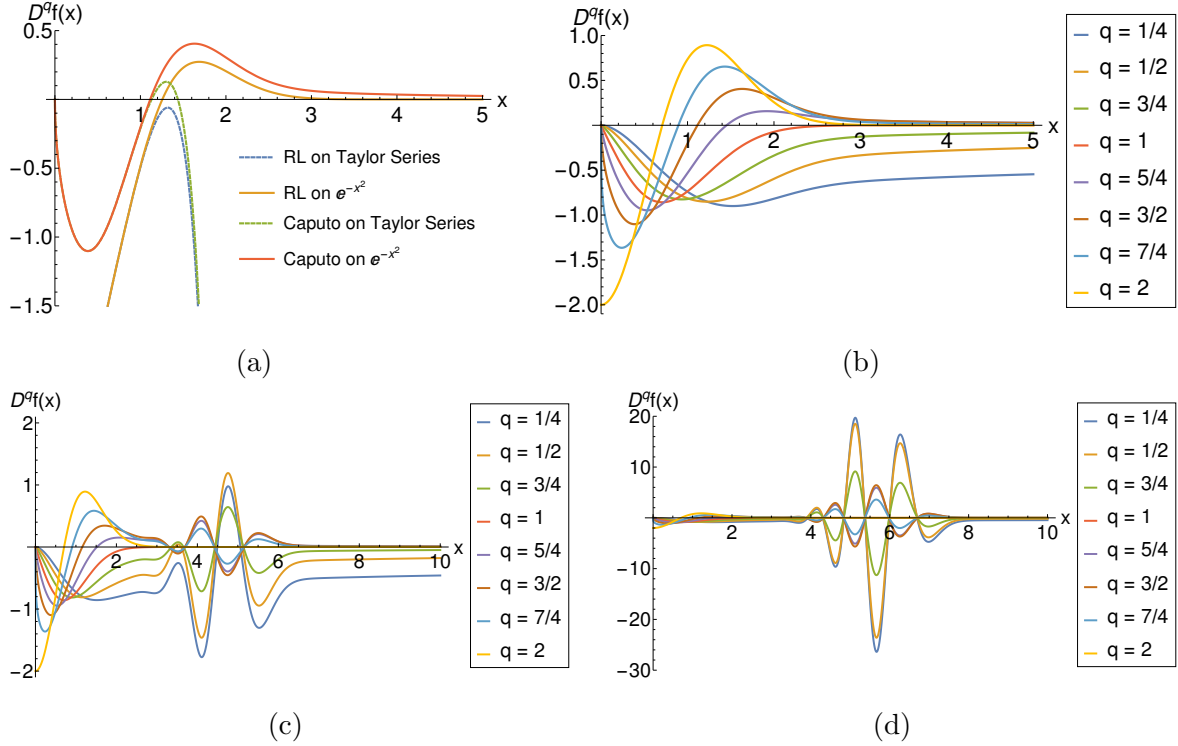 D^q f(x)
0.5
1 2 3 4 5 x
−0.5
−1.0
−1.5
RL on Taylor Series
RL on e^{-x^2}
Caputo on Taylor Series
Caputo on e^{-x^2}
(a)
D^q f(x)
1.0
0.5
1 2 3 4 5 x
−0.5
−1.0
−1.5
−2.0
q = 1/4
q = 1/2
q = 3/4
q = 1
q = 5/4
q = 3/2
q = 7/4
q = 2
(b)
D^q f(x)
2
1
2 4 6 8 10 x
−1
−2
q = 1/4
q = 1/2
q = 3/4
q = 1
q = 5/4
q = 3/2
q = 7/4
q = 2
(c)
D^q f(x)
20
10
2 4 6 8 10 x
−10
−20
−30
q = 1/4
q = 1/2
q = 3/4
q = 1
q = 5/4
q = 3/2
q = 7/4
q = 2
(d)